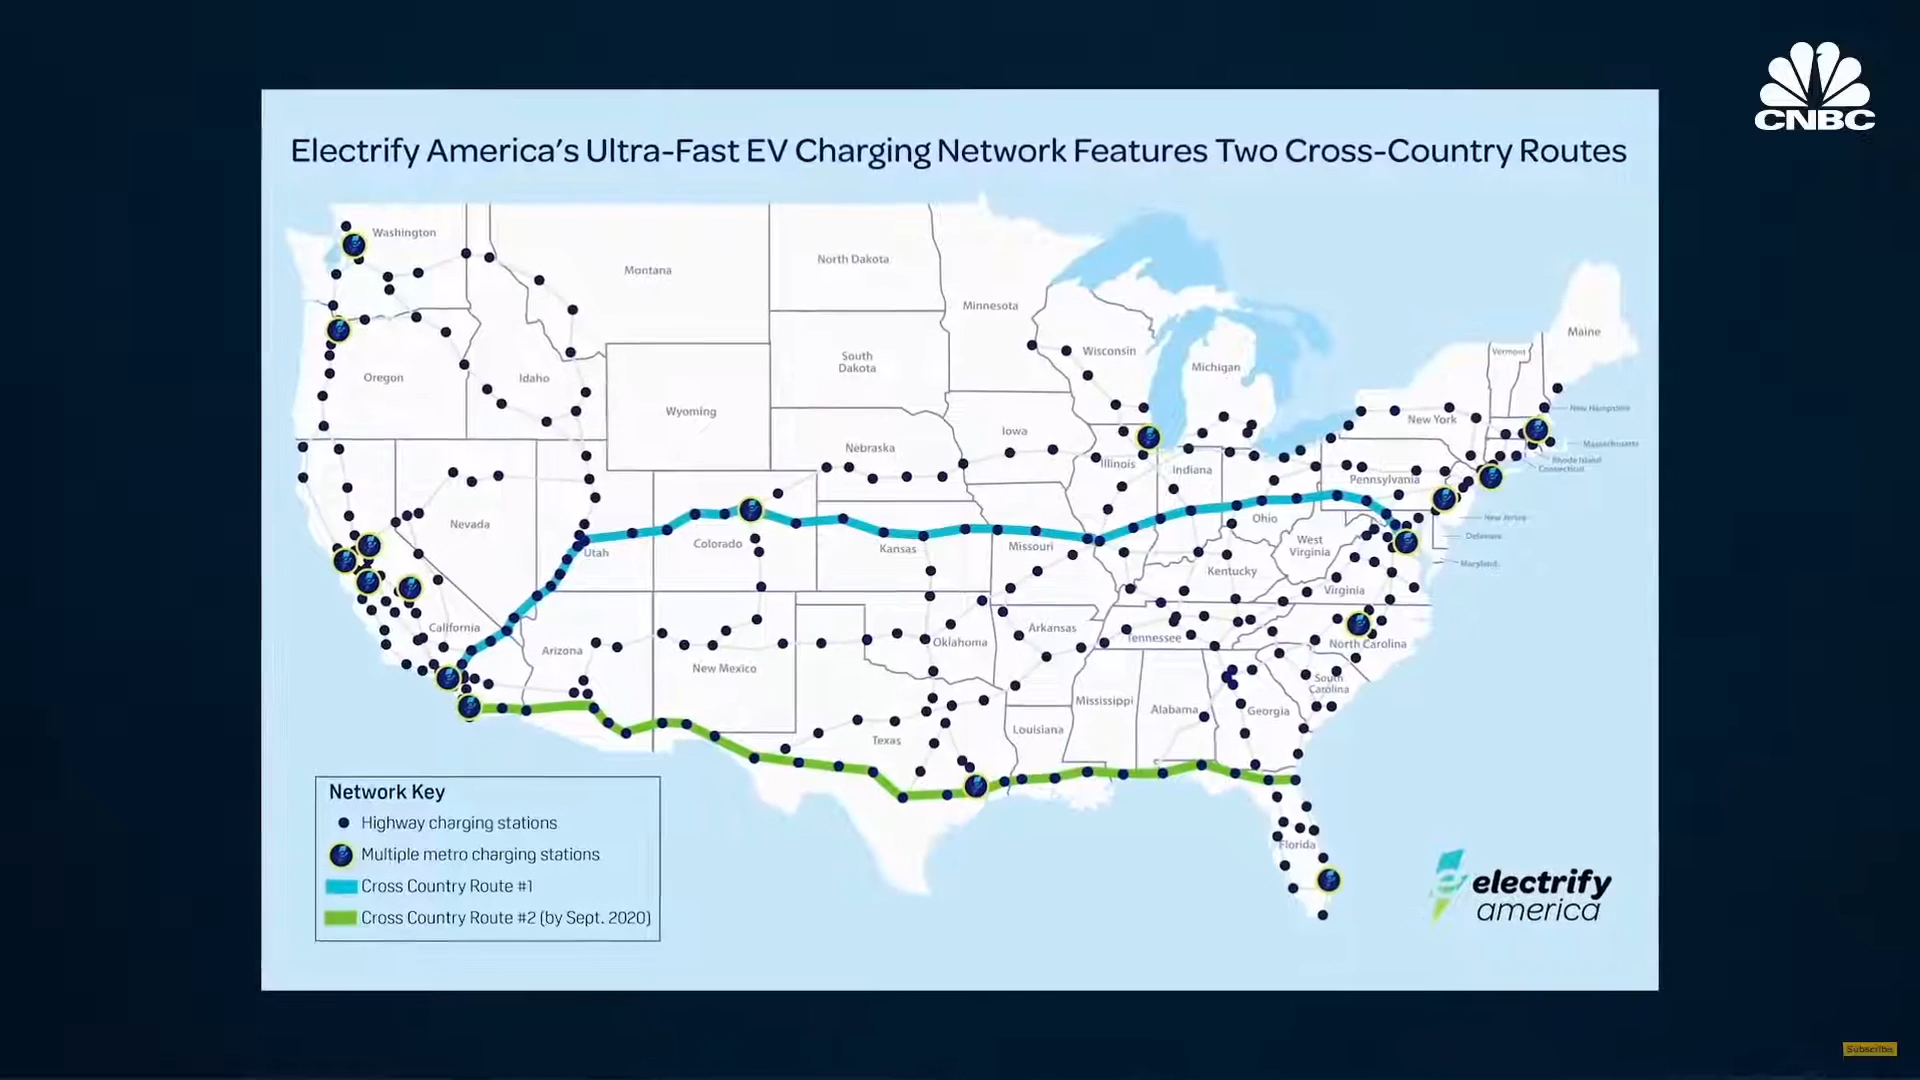 CNBC
Electrify America's Ultra-Fast EV Charging Network Features Two Cross-Country Routes
Washington
Montana
North Dakota
Minnesota
Maine
Vermont
Wisconsin
Michigan
South
Dakota
Oregon
Idaho
Wyoming
New York
New Hampshire
Massachusetts
Rhode Island
Connecticut
Iowa
Nebraska
Illinois
Indiana
Pennsylvania
New Jersey
Delaware
Maryland
Nevada
Utah
Colorado
Kansas
Missouri
Ohio
West
Virginia
Kentucky
Virginia
California
Arizona
New Mexico
Oklahoma
Arkansas
Tennessee
North Carolina
South
Carolina
Mississippi
Alabama
Georgia
Louisiana
Texas
Florida
Network Key
Highway charging stations
Multiple metro charging stations
Cross Country Route #1
Cross Country Route #2 (by Sept. 2020)
electrify
america
Subscribe